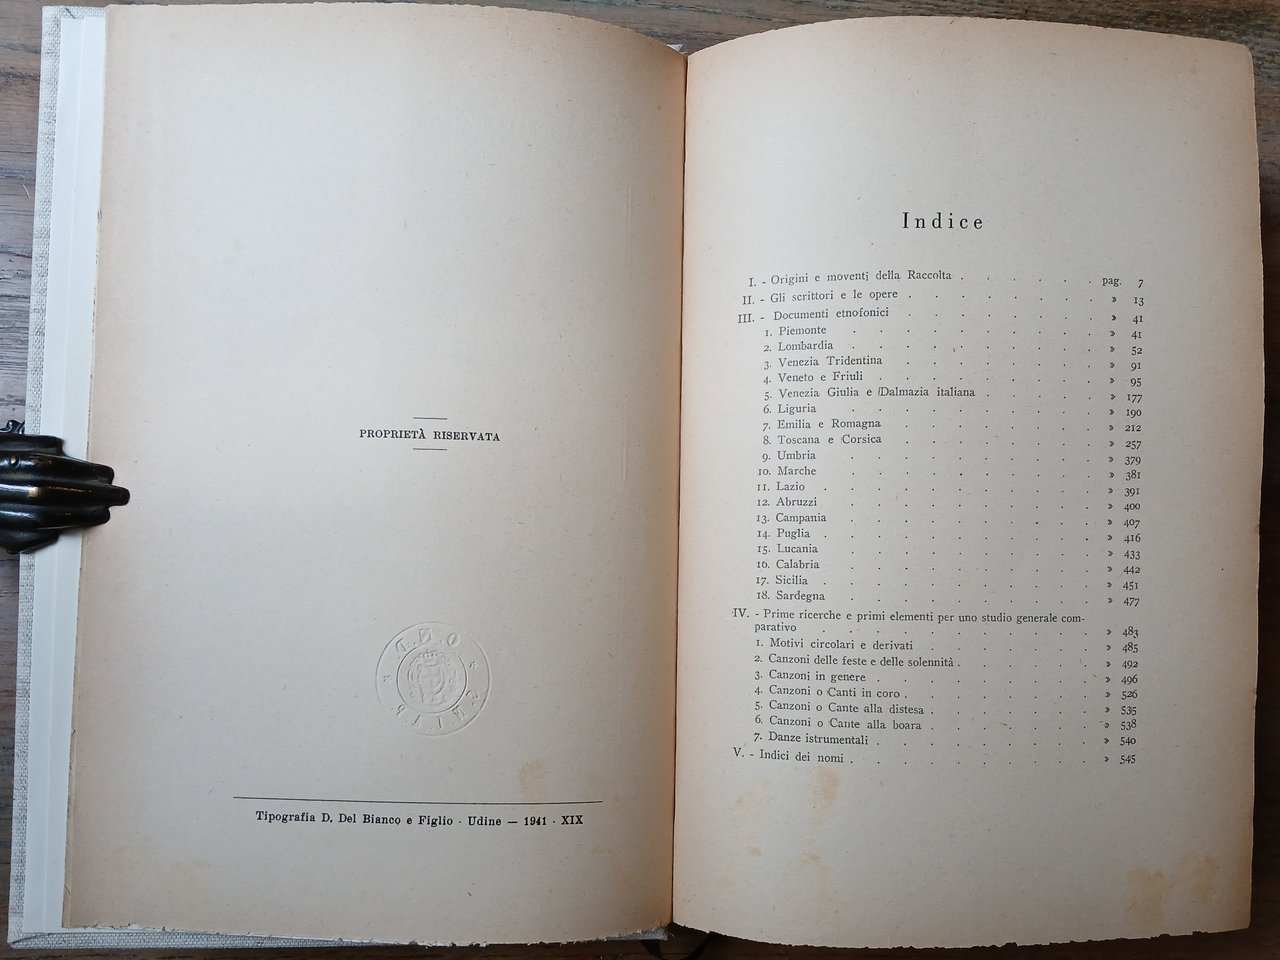 PROPRIETÀ RISERVATA
Tipografia D. Del Bianco e Figlio - Udine — 1941 - XIX
Indice
I. - Origini e moventi della Raccolta . . . . . . pag. 7
II. - Gli scrittori e le opere . . . . . . . . » 13
III. - Documenti etnofonici . . . . . . . . » 41
1. Piemonte . . . . . . . . . . » 41
2. Lombardia . . . . . . . . . . » 52
3. Venezia Tridentina . . . . . . . . » 91
4. Veneto e Friuli . . . . . . . . . » 95
5. Venezia Giulia e Dalmazia italiana . . . . . » 177
6. Liguria . . . . . . . . . . » 190
7. Emilia e Romagna . . . . . . . . » 212
8. Toscana e Corsica . . . . . . . . » 257
9. Umbria . . . . . . . . . . » 379
10. Marche . . . . . . . . . . » 381
11. Lazio . . . . . . . . . . . » 391
12. Abruzzi . . . . . . . . . . » 400
13. Campania . . . . . . . . . . » 407
14. Puglia . . . . . . . . . . . » 416
15. Lucania . . . . . . . . . . » 433
16. Calabria . . . . . . . . . . » 442
17. Sicilia . . . . . . . . . . . » 451
18. Sardegna . . . . . . . . . . » 477
IV. - Prime ricerche e primi elementi per uno studio generale com-
parativo . . . . . . . . . . . » 483
1. Motivi circolari e derivati . . . . . . . » 485
2. Canzoni delle feste e delle solennità . . . . . . » 492
3. Canzoni in genere . . . . . . . . . » 496
4. Canzoni o Canti in coro . . . . . . . . » 526
5. Canzoni o Cante alla distesa . . . . . . . » 535
6. Canzoni o Cante alla boara . . . . . . . » 538
7. Danze istrumentali . . . . . . . . . » 540
V. - Indici dei nomi . . . . . . . . . . » 545